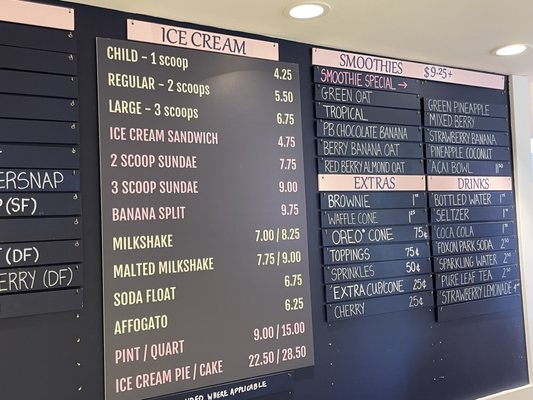 ERSNAP
P (SF)
(DF)
ERRY (DF)
ICE CREAM
CHILD - 1 scoop 4.25
REGULAR - 2 scoops 5.50
LARGE - 3 scoops 6.75
ICE CREAM SANDWICH 4.75
2 SCOOP SUNDAE 7.75
3 SCOOP SUNDAE 9.00
BANANA SPLIT 9.75
MILKSHAKE 7.00 / 8.25
MALTED MILKSHAKE 7.75 / 9.00
SODA FLOAT 6.75
AFFOGATO 6.25
PINT / QUART 9.00 / 15.00
ICE CREAM PIE / CAKE 22.50 / 28.50
WHERE APPLICABLE
SMOOTHIES $9.25+
SMOOTHIE SPECIAL →
GREEN OAT
TROPICAL
PB CHOCOLATE BANANA
BERRY BANANA OAT
RED BERRY ALMOND OAT
GREEN PINEAPPLE
MIXED BERRY
STRAWBERRY BANANA
PINEAPPLE COCONUT
ACAI BOWL 11.50
EXTRAS
BROWNIE
WAFFLE CONE
OREO CONE 75¢
TOPPINGS 75¢
SPRINKLES 50¢
EXTRA CUP/CONE 25¢
CHERRY 25¢
DRINKS
BOTTLED WATER
SELTZER
COCA COLA
FOXON PARK SODA
SPARKLING WATER
PURE LEAF TEA
STRAWBERRY LEMONADE